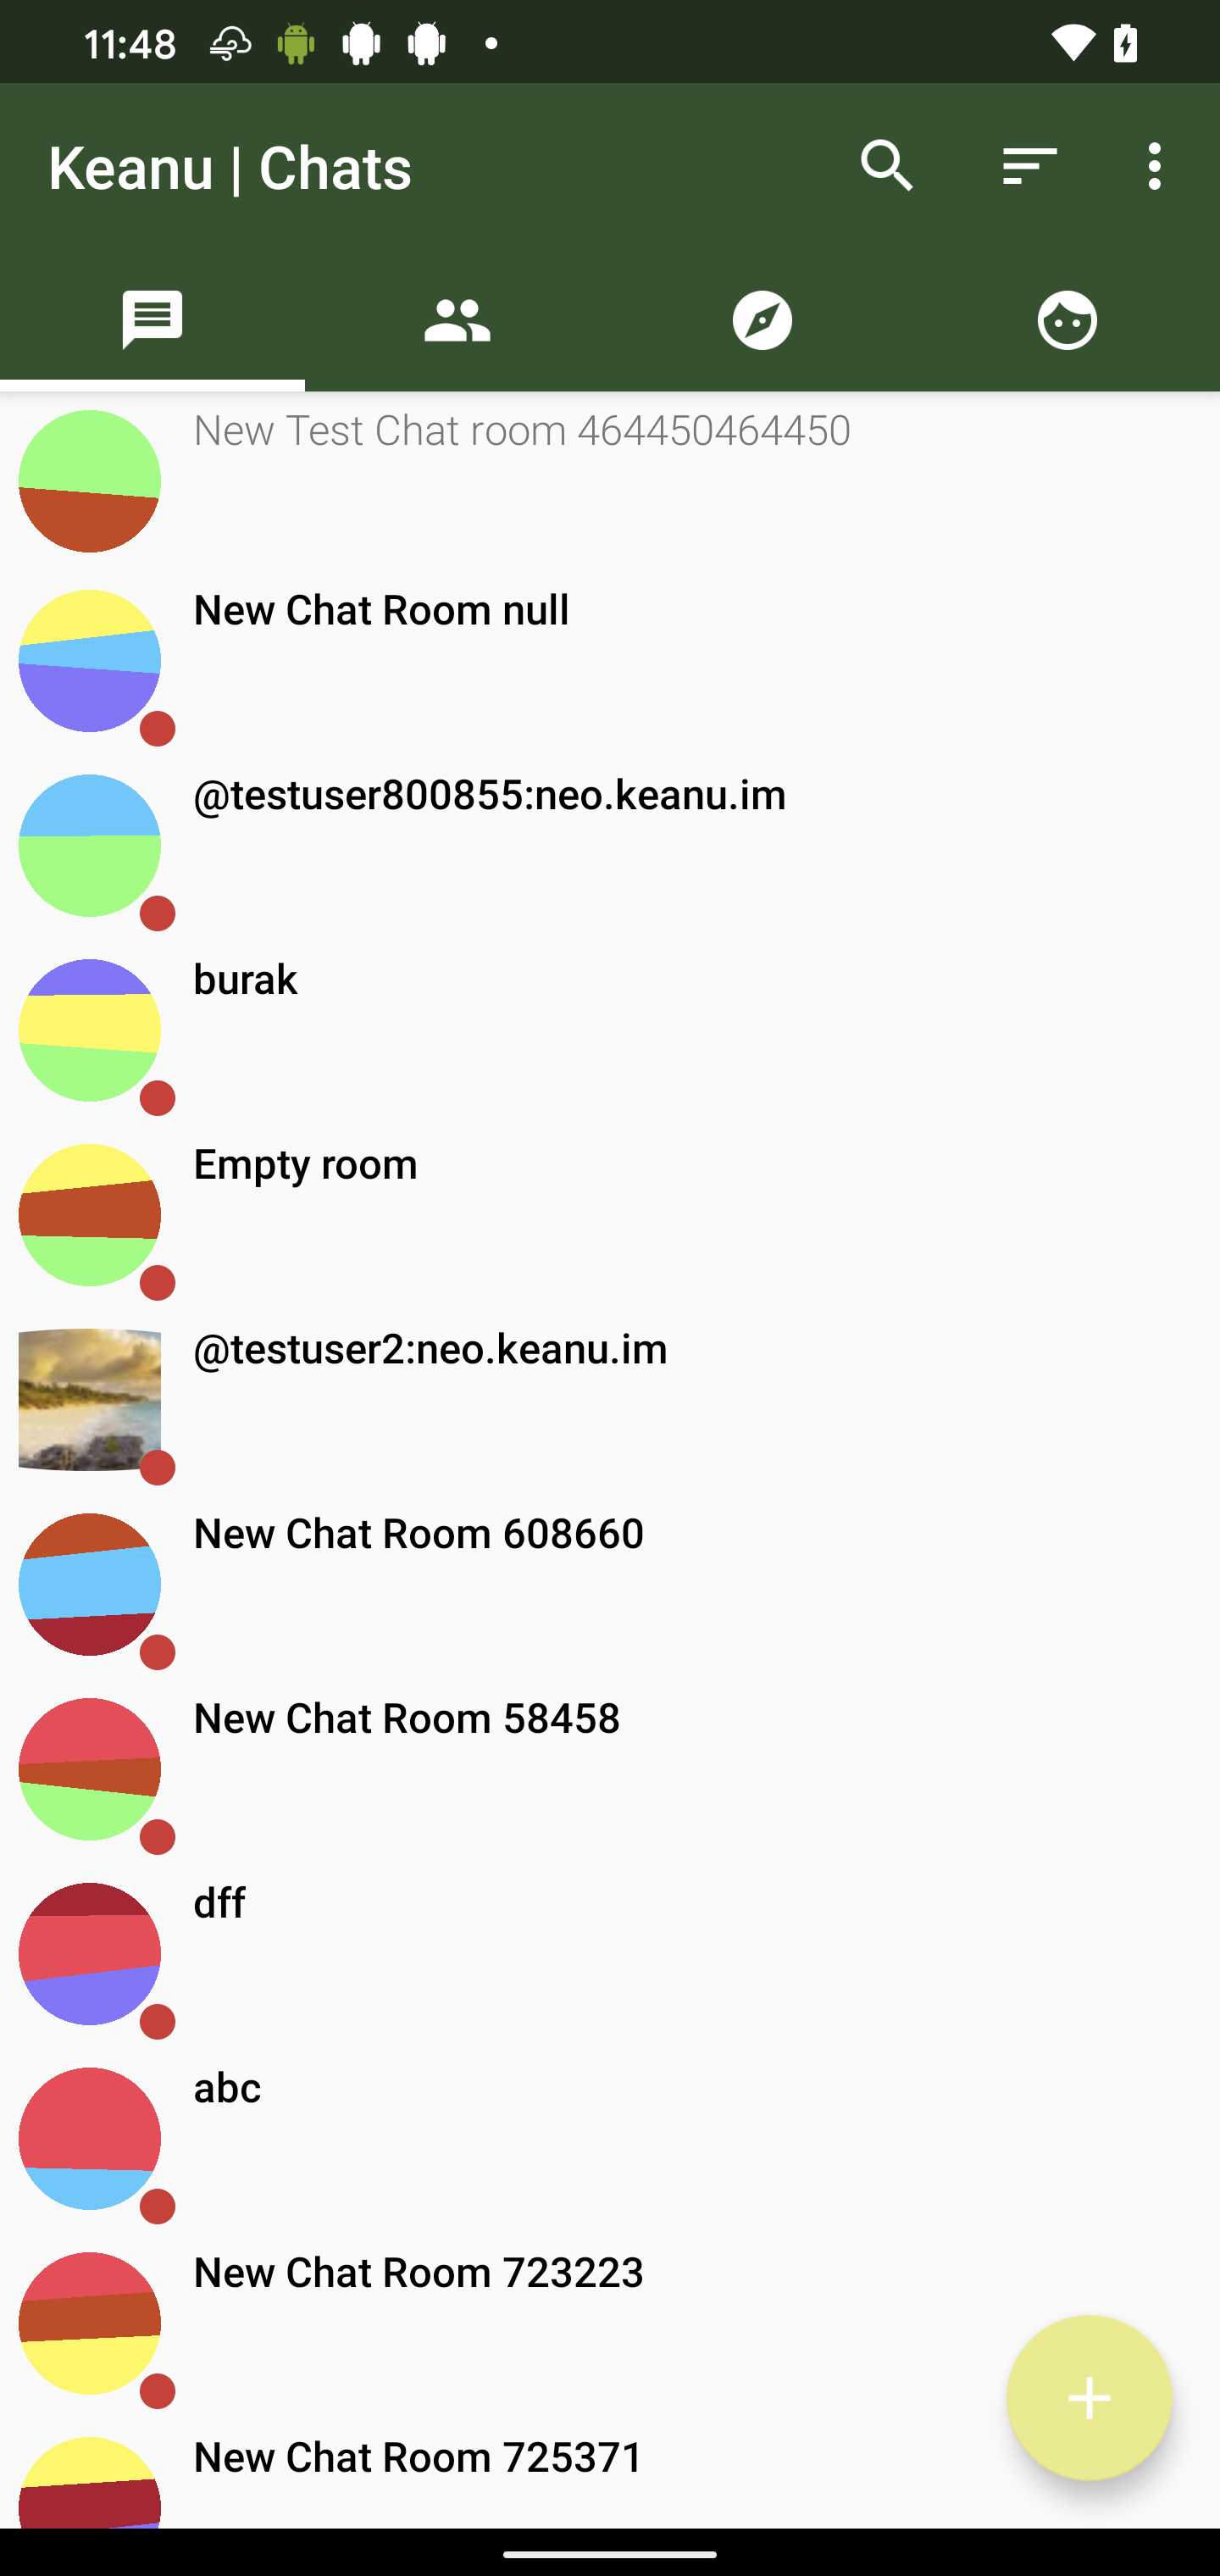 11:48
Keanu | Chats
New Test Chat room 464450464450
New Chat Room null
@testuser800855:neo.keanu.im
burak
Empty room
@testuser2:neo.keanu.im
New Chat Room 608660
New Chat Room 58458
dff
abc
New Chat Room 723223
New Chat Room 725371